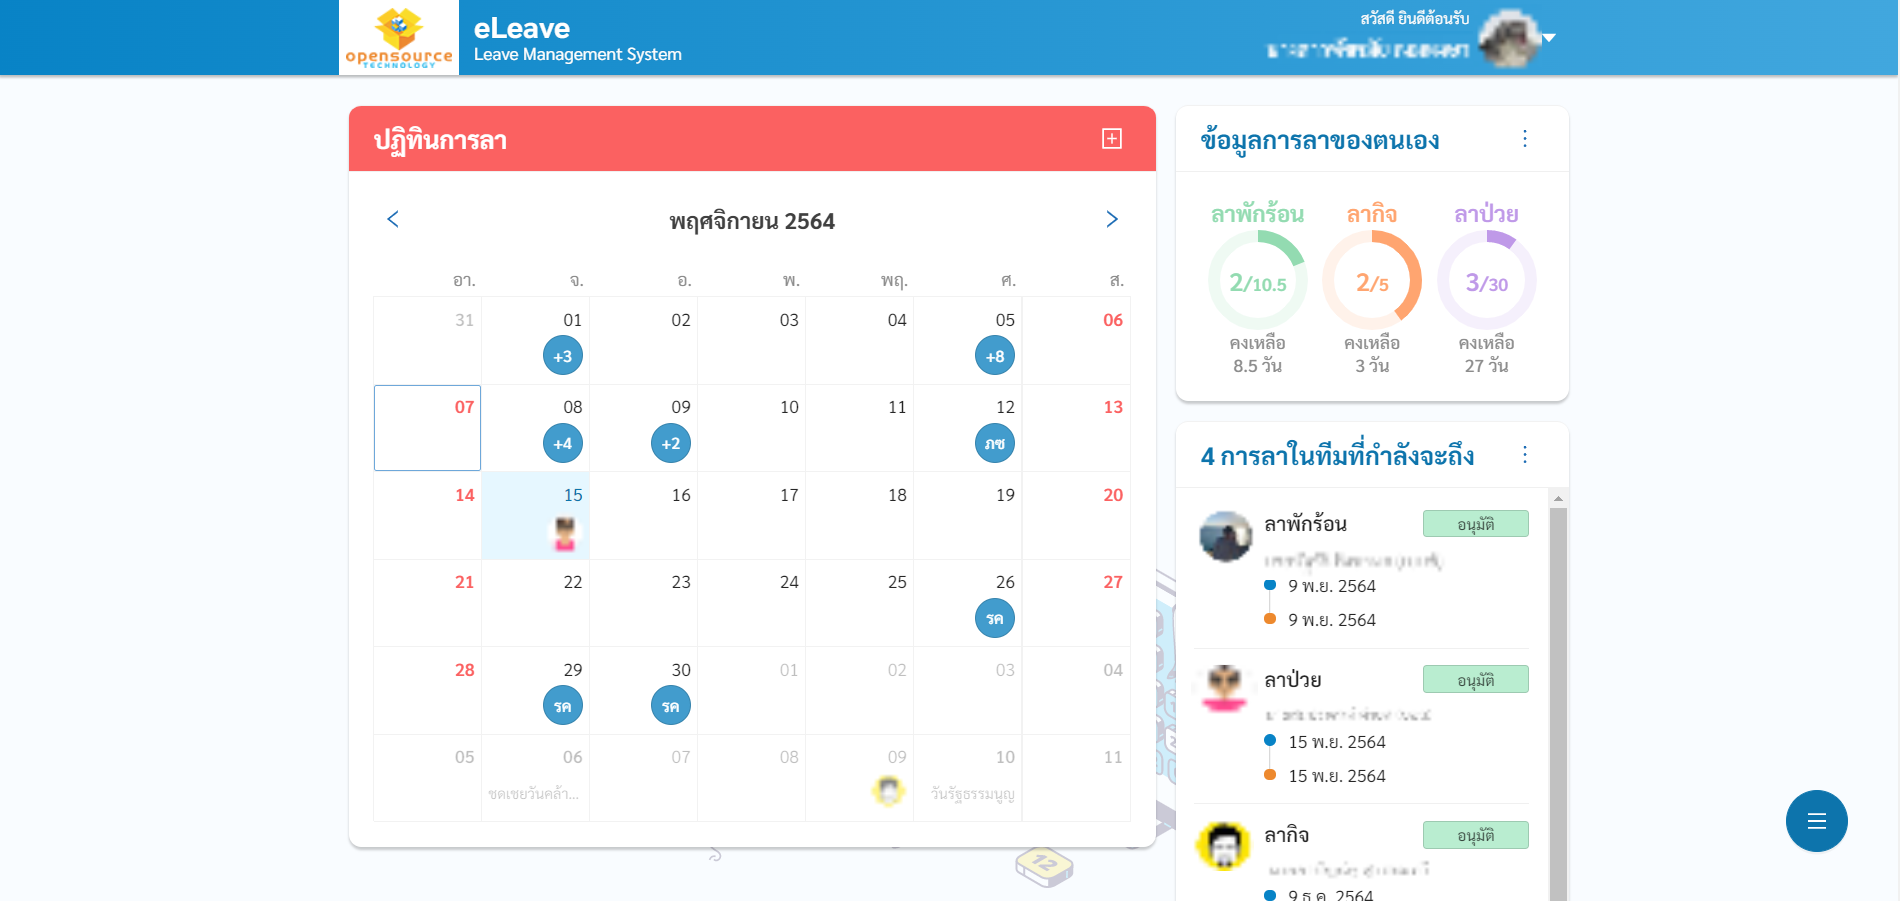 opensource
TECHNOLOGY
eLeave
Leave Management System
สวัสดี ยินดีต้อนรับ
ปฏิทินการลา
พฤศจิกายน 2564
อา. จ. อ. พ. พฤ. ศ. ส.
31 01 02 03 04 05 06
+3 +8
07 08 09 10 11 12 13
+4 +2 ภซ
14 15 16 17 18 19 20
21 22 23 24 25 26 27
รค
28 29 30 01 02 03 04
รค รค
05 06 07 08 09 10 11
ชดเชยวันคล้า... วันรัฐธรรมนูญ
12
ข้อมูลการลาของตนเอง
ลาพักร้อน ลากิจ ลาป่วย
2/10.5 2/5 3/30
คงเหลือ คงเหลือ คงเหลือ
8.5 วัน 3 วัน 27 วัน
4 การลาในทีมที่กำลังจะถึง
ลาพักร้อน อนุมัติ
9 พ.ย. 2564
9 พ.ย. 2564
ลาป่วย อนุมัติ
15 พ.ย. 2564
15 พ.ย. 2564
ลากิจ อนุมัติ
9 ธ.ค. 2564